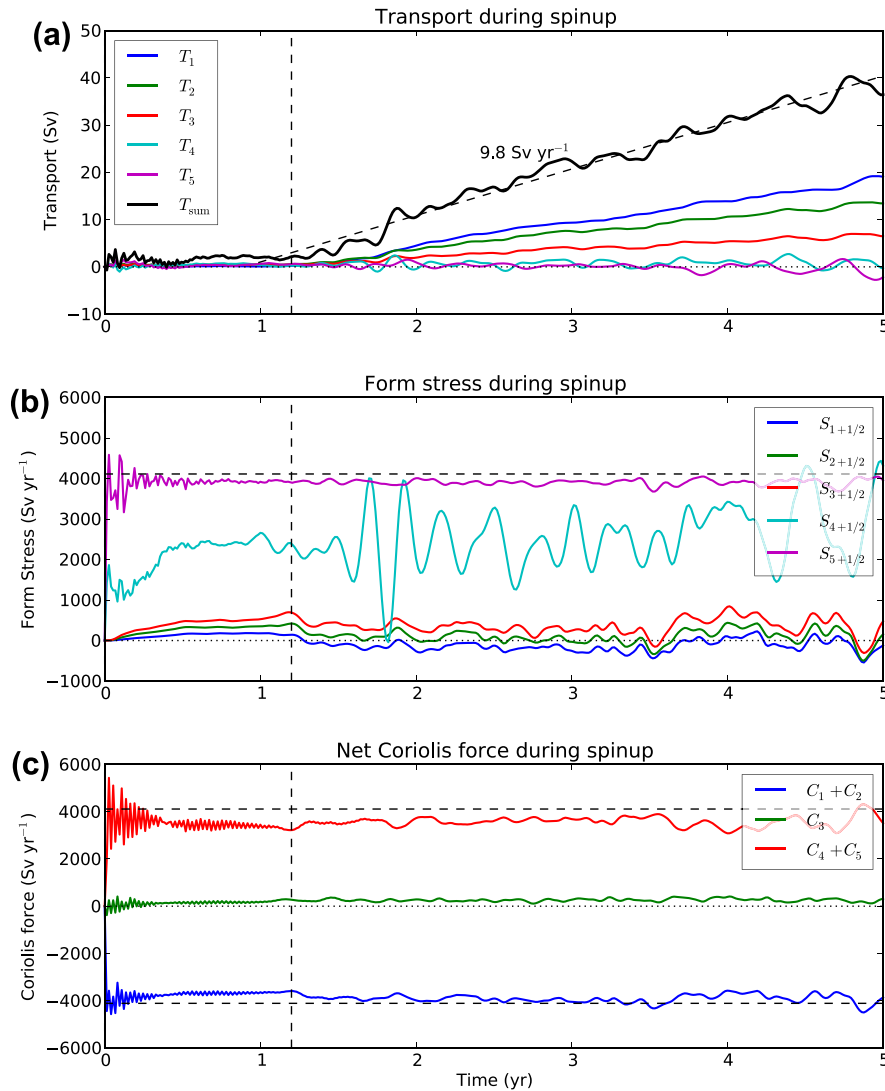 (a)
Transport during spinup
50
40
30
20
10
0
−10
Transport (Sv)
T1
T2
T3
T4
T5
Tsum
9.8 Sv yr−1
0 1 2 3 4 5
(b)
Form stress during spinup
6000
5000
4000
3000
2000
1000
0
−1000
Form Stress (Sv yr−1)
S1+1/2
S2+1/2
S3+1/2
S4+1/2
S5+1/2
0 1 2 3 4 5
(c)
Net Coriolis force during spinup
6000
4000
2000
0
−2000
−4000
−6000
Coriolis force (Sv yr−1)
C1 + C2
C3
C4 + C5
0 1 2 3 4 5
Time (yr)